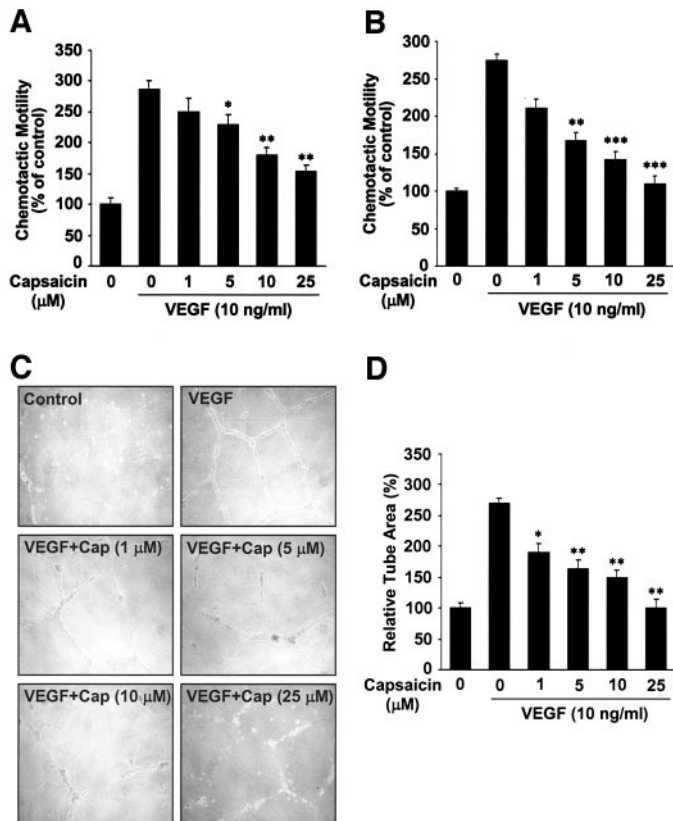 A
Chemotactic Motility
(% of control)
350
300
250
200
150
100
50
0
*
**
**
Capsaicin
(μM)
0 0 1 5 10 25
VEGF (10 ng/ml)
B
Chemotactic Motility
(% of control)
300
250
200
150
100
50
0
**
***
***
Capsaicin
(μM)
0 0 1 5 10 25
VEGF (10 ng/ml)
C
Control
VEGF
VEGF+Cap (1 μM)
VEGF+Cap (5 μM)
VEGF+Cap (10 μM)
VEGF+Cap (25 μM)
D
Relative Tube Area (%)
350
300
250
200
150
100
50
0
*
**
**
**
Capsaicin
(μM)
0 0 1 5 10 25
VEGF (10 ng/ml)